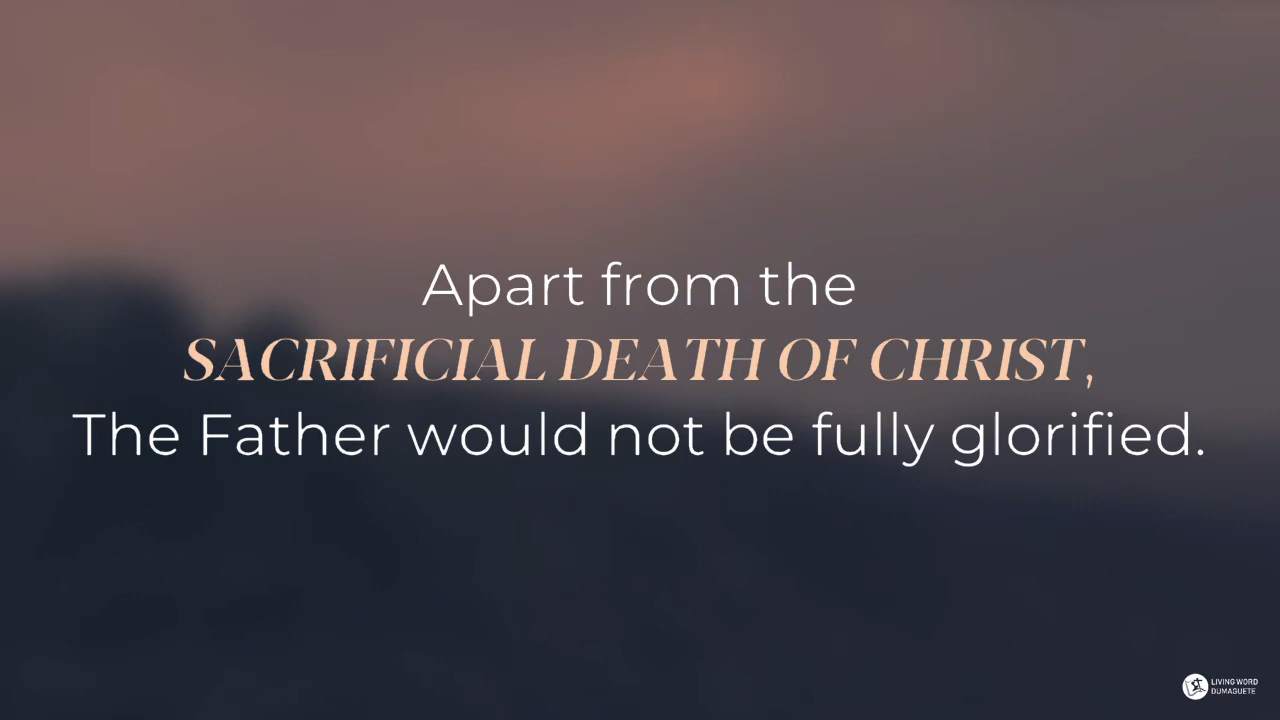 Apart from the
SACRIFICIAL DEATH OF CHRIST,
The Father would not be fully glorified.
LIVING WORD
DUMAGUETE